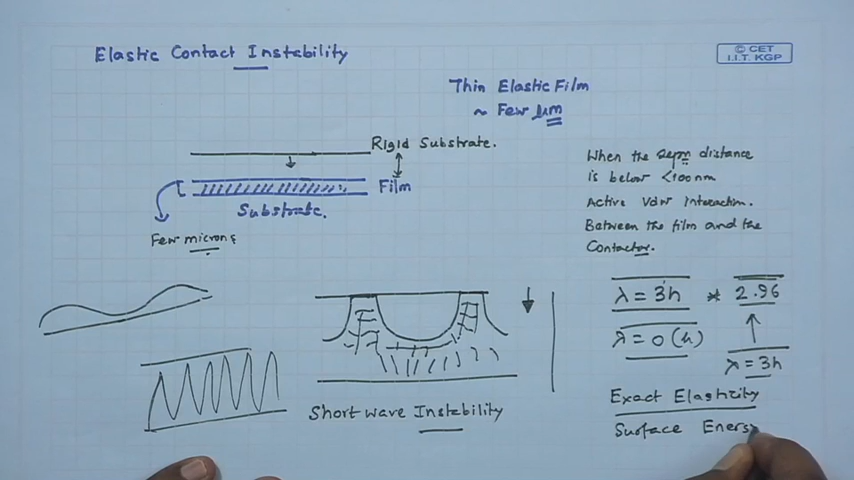 Elastic Contact Instability
© CET
I.I.T. KGP
Thin Elastic Film
~ Few μm
Rigid Substrate.
Film
Substrate.
Few microns
When the sepn distance
is below <100nm
Active Vdw Interaction.
Between the film and the
Contactor.
λ = 3h * 2.96
λ = 0(h)
λ = 3h
Short wave Instability
Exact Elasticity
Surface Energy